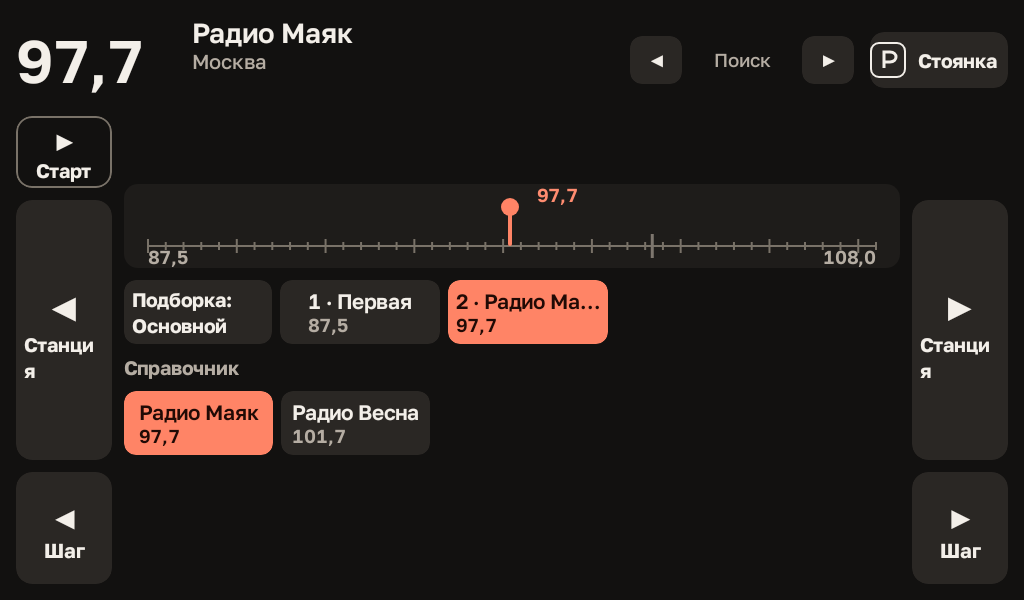 97,7
Радио Маяк
Москва
◀
Поиск
▶
P Стоянка
▶
Старт
97,7
87,5
108,0
◀
Станци
я
▶
Станци
я
Подборка:
Основной
1 · Первая
87,5
2 · Радио Ма...
97,7
Справочник
Радио Маяк
97,7
Радио Весна
101,7
◀
Шаг
▶
Шаг